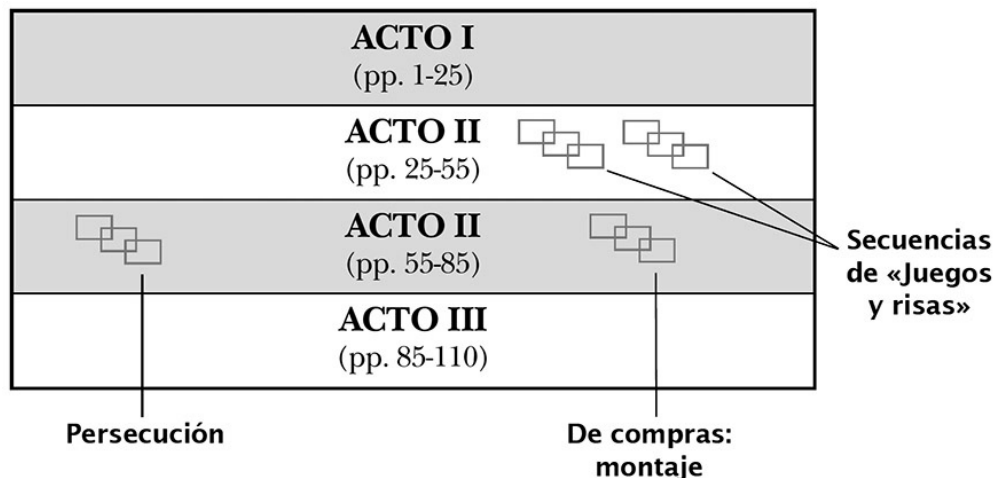 ACTO I
(pp. 1-25)
ACTO II
(pp. 25-55)
ACTO II
(pp. 55-85)
ACTO III
(pp. 85-110)
Secuencias
de «Juegos
y risas»
Persecución
De compras:
montaje